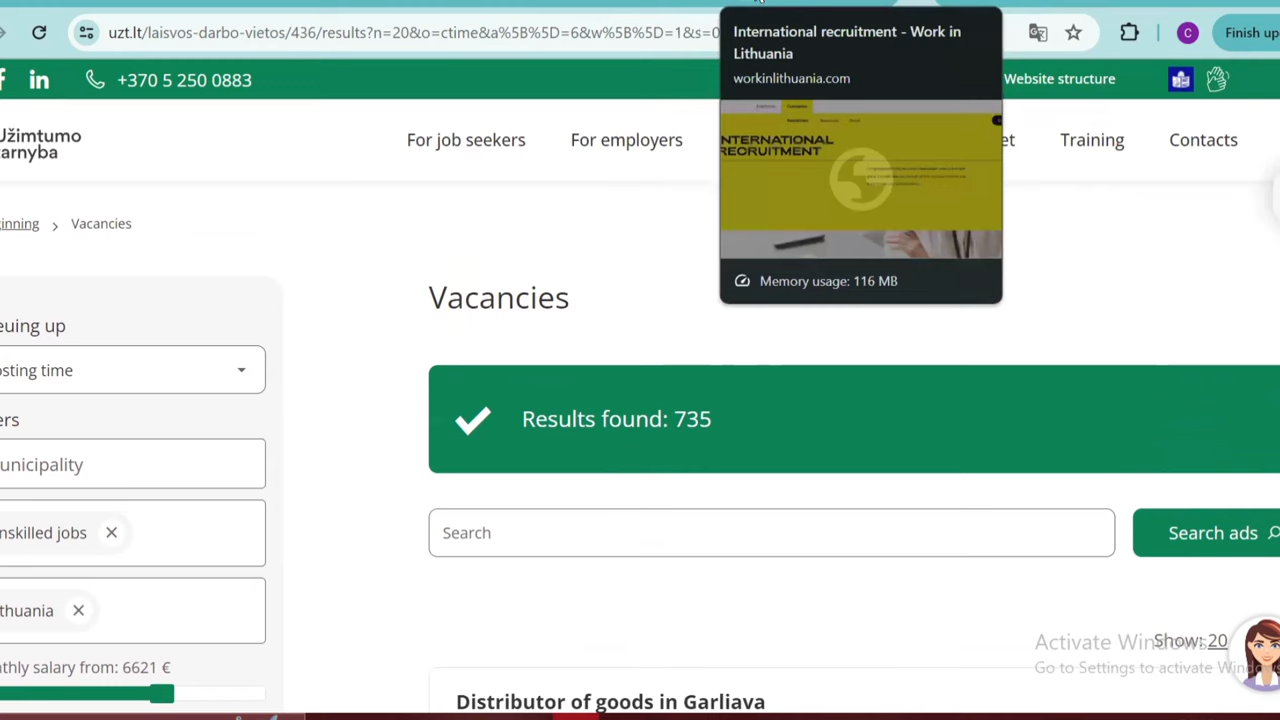 International recruitment - Work in
Lithuania
workinlithuania.com
uzt.lt/laisvos-darbo-vietos/436/results?n=20&o=ctime&a%5B%5D=6&w%5B%5D=1&s=0
C
Finish up
in
+370 5 250 0883
Website structure
Užimtumo
tarnyba
For job seekers
For employers
et
Training
Contacts
INTERNATIONAL
RECRUITMENT
Memory usage: 116 MB
inning
Vacancies
Vacancies
euing up
osting time
Results found: 735
ers
unicipality
nskilled jobs
Search
Search ads
thuania
Show: 20
Activate Windows
Go to Settings to activate Windows
thly salary from: 6621 €
Distributor of goods in Garliava